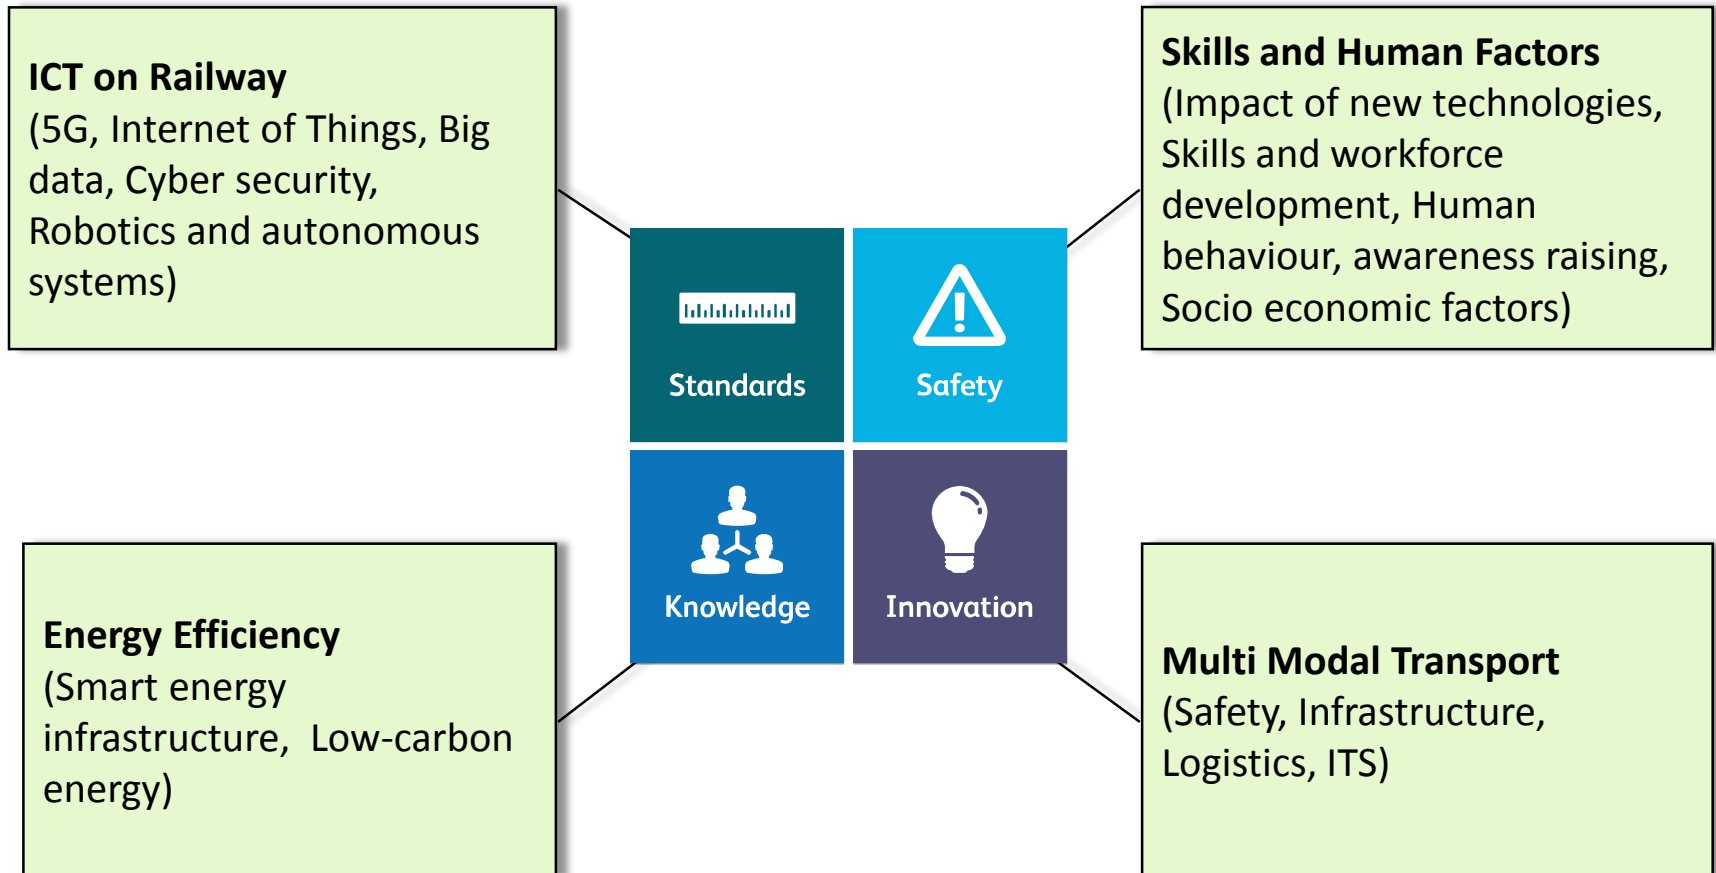 ICT on Railway
(5G, Internet of Things, Big
data, Cyber security,
Robotics and autonomous
systems)
Skills and Human Factors
(Impact of new technologies,
Skills and workforce
development, Human
behaviour, awareness raising,
Socio economic factors)
Standards
Safety
Knowledge
Innovation
Energy Efficiency
(Smart energy
infrastructure,  Low-carbon
energy)
Multi Modal Transport
(Safety, Infrastructure,
Logistics, ITS)